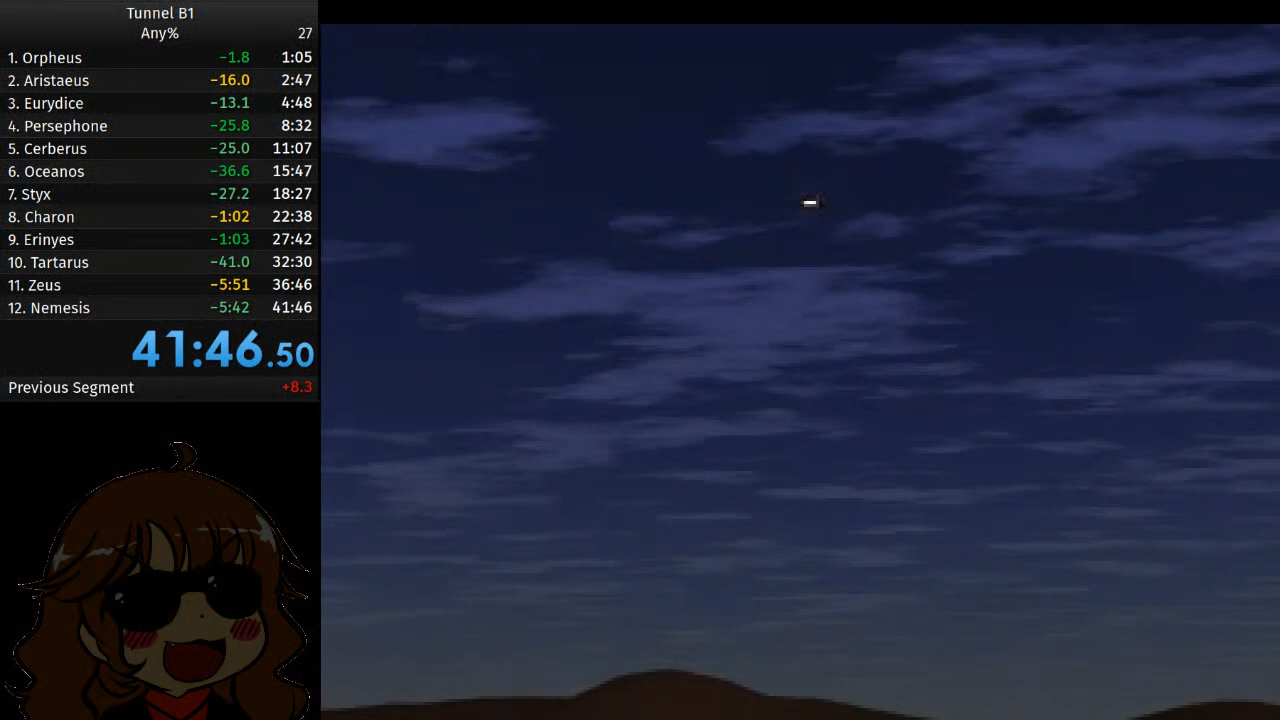 Tunnel B1
Any% 27
1. Orpheus -1.8 1:05
2. Aristaeus -16.0 2:47
3. Eurydice -13.1 4:48
4. Persephone -25.8 8:32
5. Cerberus -25.0 11:07
6. Oceanos -36.6 15:47
7. Styx -27.2 18:27
8. Charon -1:02 22:38
9. Erinyes -1:03 27:42
10. Tartarus -41.0 32:30
11. Zeus -5:51 36:46
12. Nemesis -5:42 41:46
41:46.50
Previous Segment +8.3